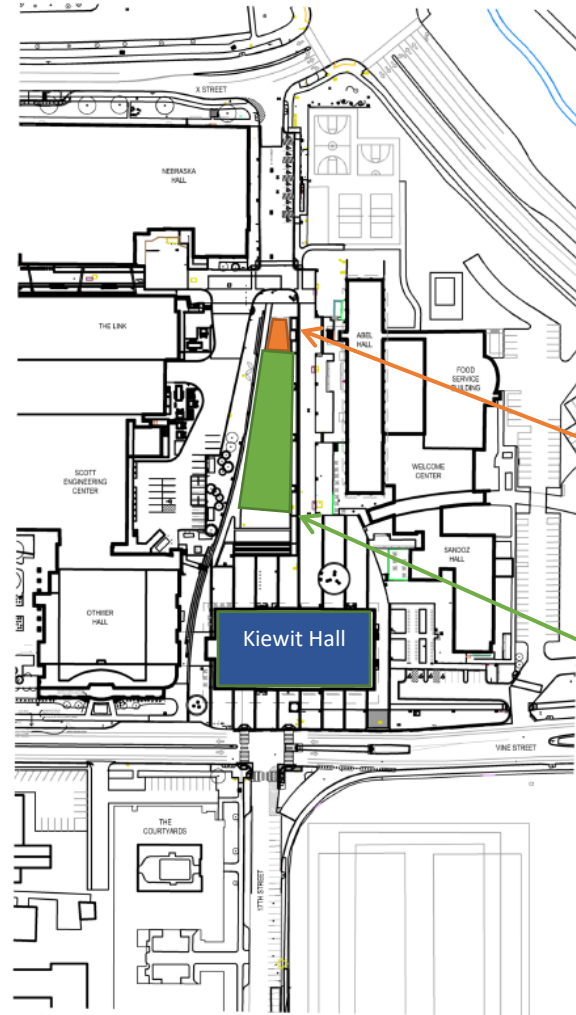 X STREET
NEBRASKA
HALL
THE LINK
ABEL
HALL
FOOD
SERVICE
BUILDING
SCOTT
ENGINEERING
CENTER
WELCOME
CENTER
SANDOZ
HALL
OTHMER
HALL
Kiewit Hall
VINE STREET
THE
COURTYARDS
17TH STREET